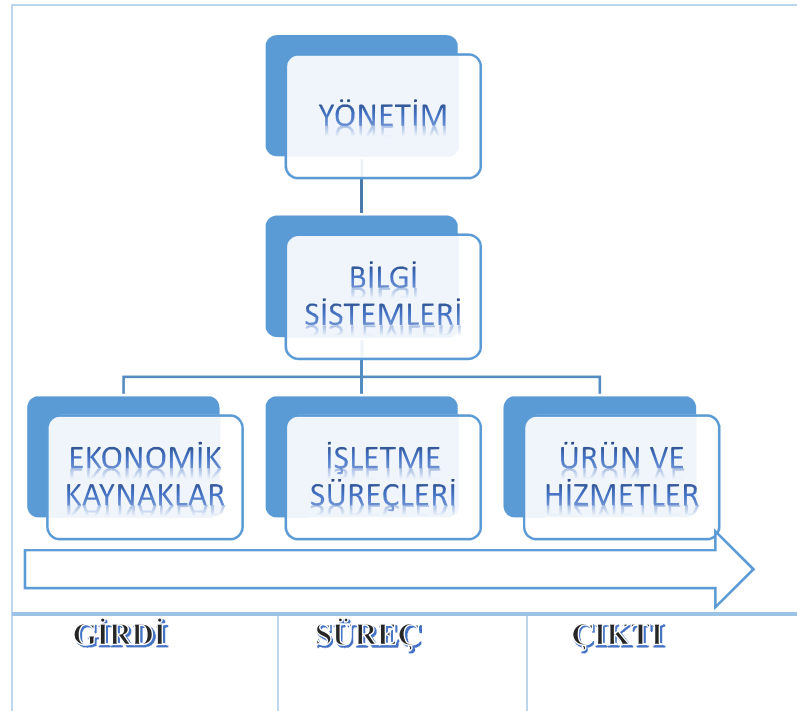 YÖNETİM
BİLGİ
SİSTEMLERİ
EKONOMİK
KAYNAKLAR
İŞLETME
SÜREÇLERİ
ÜRÜN VE
HİZMETLER
GİRDİ
SÜREÇ
ÇIKTI